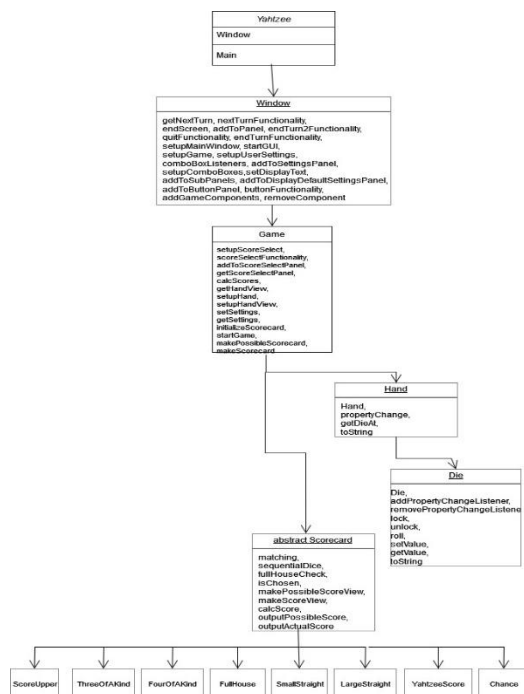 Yahtzee
Window
Main
Window
getNextTurn, nextTurnFunctionality,
endScreen, addToPanel, endTurn2Functionality,
quitFunctionality, endTurnFunctionality,
setupMainWindow, startGUI,
setupGame, setupUserSettings,
comboBoxListeners, addToSettingsPanel,
setupComboBoxes,setDisplayText,
addToSubPanels, addToDisplayDefaultSettingsPanel,
addToButtonPanel, buttonFunctionality,
addGameComponents, removeComponent
Game
setupScoreSelect,
scoreSelectFunctionality,
addToScoreSelectPanel,
getScoreSelectPanel,
calcScores,
getHandView,
setupHand,
setupHandView,
setSettings,
getSettings,
initializeScorecard,
startGame,
makePossibleScorecard,
makeScorecard
Hand
Hand,
propertyChange,
getDieAt,
toString
Die
Die,
addPropertyChangeListener,
removePropertyChangeListene
lock,
unlock,
roll,
setValue,
getValue,
toString
abstract Scorecard
matching,
sequentialDice,
fullHouseCheck,
isChosen,
makePossibleScoreView,
makeScoreView,
calcScore,
outputPossibleScore,
outputActualScore
ScoreUpper ThreeOfAKind FourOfAKind FullHouse SmallStraight LargeStraight YahtzeeScore Chance